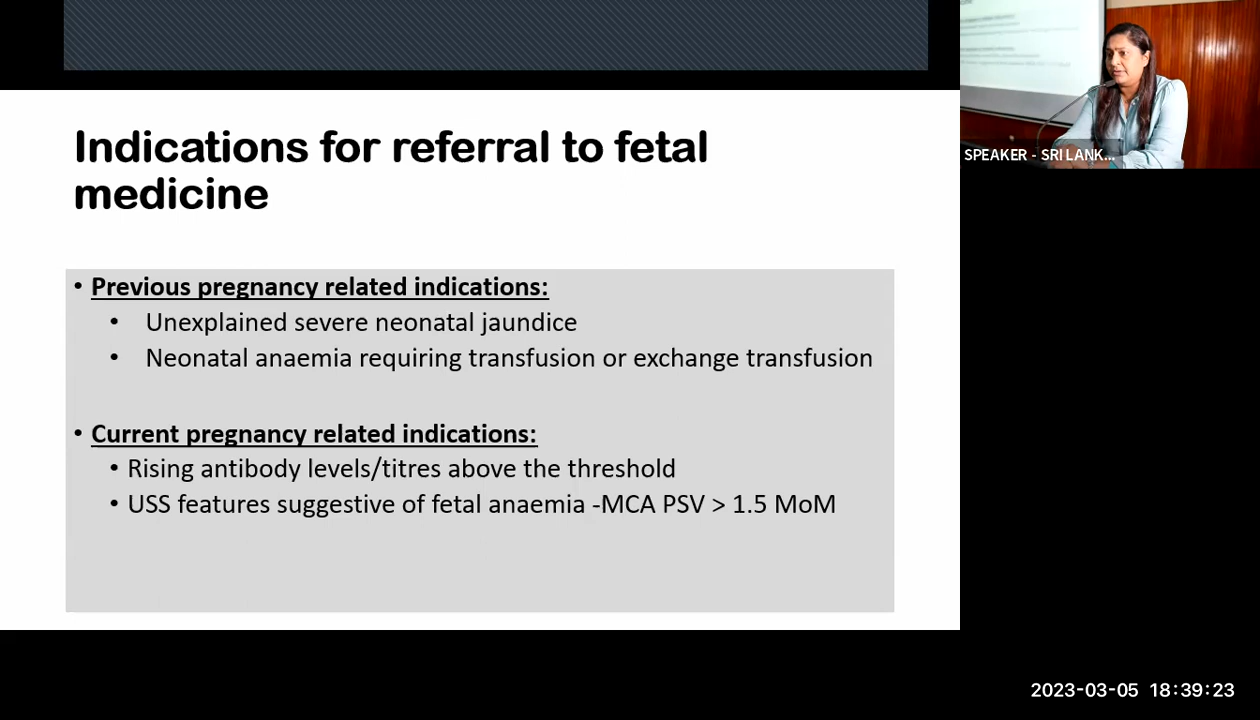 Indications for referral to fetal
medicine
• Previous pregnancy related indications:
• Unexplained severe neonatal jaundice
• Neonatal anaemia requiring transfusion or exchange transfusion
• Current pregnancy related indications:
• Rising antibody levels/titres above the threshold
• USS features suggestive of fetal anaemia -MCA PSV > 1.5 MoM
SPEAKER - SRI LANK...
2023-03-05 18:39:23